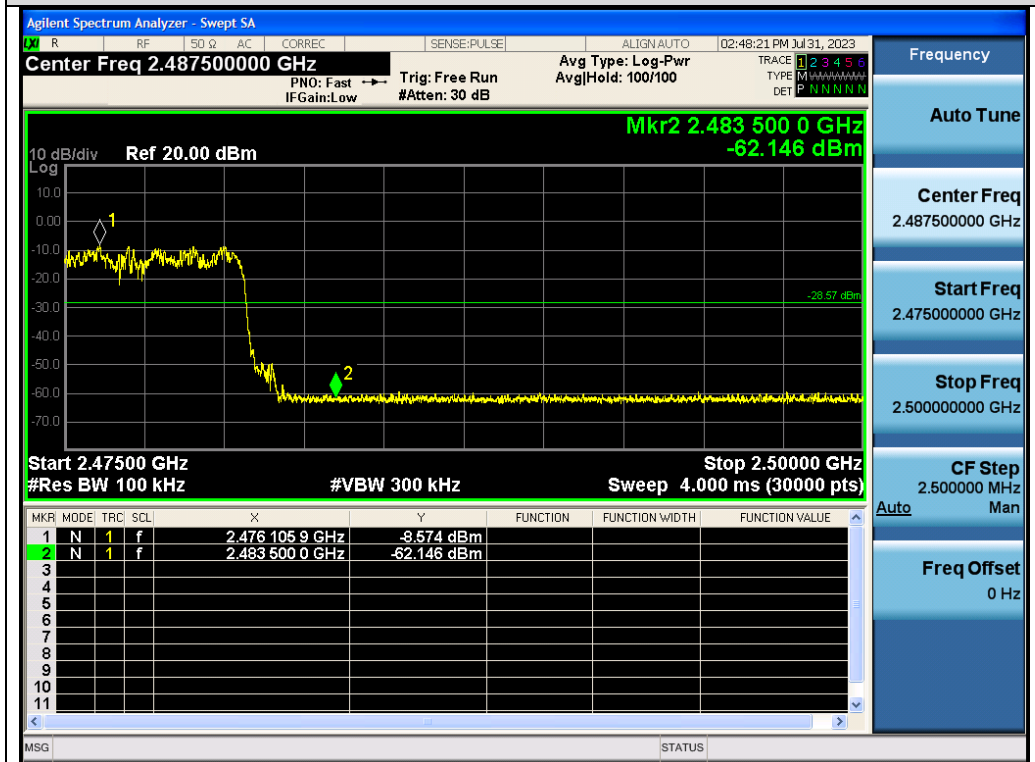 Agilent Spectrum Analyzer - Swept SA
LXI R RF 50 Ω AC CORREC SENSE:PULSE ALIGN AUTO 02:48:21 PM Jul 31, 2023
Center Freq 2.487500000 GHz
PNO: Fast
IFGain:Low
Trig: Free Run
#Atten: 30 dB
Avg Type: Log-Pwr
Avg|Hold: 100/100
TRACE 1 2 3 4 5 6
TYPE M WWWWW
DET P N N N N N
Mkr2 2.483 500 0 GHz
-62.146 dBm
10 dB/div Ref 20.00 dBm
Log
10.0
0.00
-10.0
-20.0
-30.0
-40.0
-50.0
-60.0
-70.0
1
2
-28.57 dBm
Start 2.47500 GHz Stop 2.50000 GHz
#Res BW 100 kHz #VBW 300 kHz Sweep 4.000 ms (30000 pts)
MKR MODE TRC SCL X Y FUNCTION FUNCTION WIDTH FUNCTION VALUE
1 N 1 f 2.476 105 9 GHz -8.574 dBm
2 N 1 f 2.483 500 0 GHz -62.146 dBm
3
4
5
6
7
8
9
10
11
MSG STATUS
Frequency
Auto Tune
Center Freq
2.487500000 GHz
Start Freq
2.475000000 GHz
Stop Freq
2.500000000 GHz
CF Step
2.500000 MHz
Auto Man
Freq Offset
0 Hz